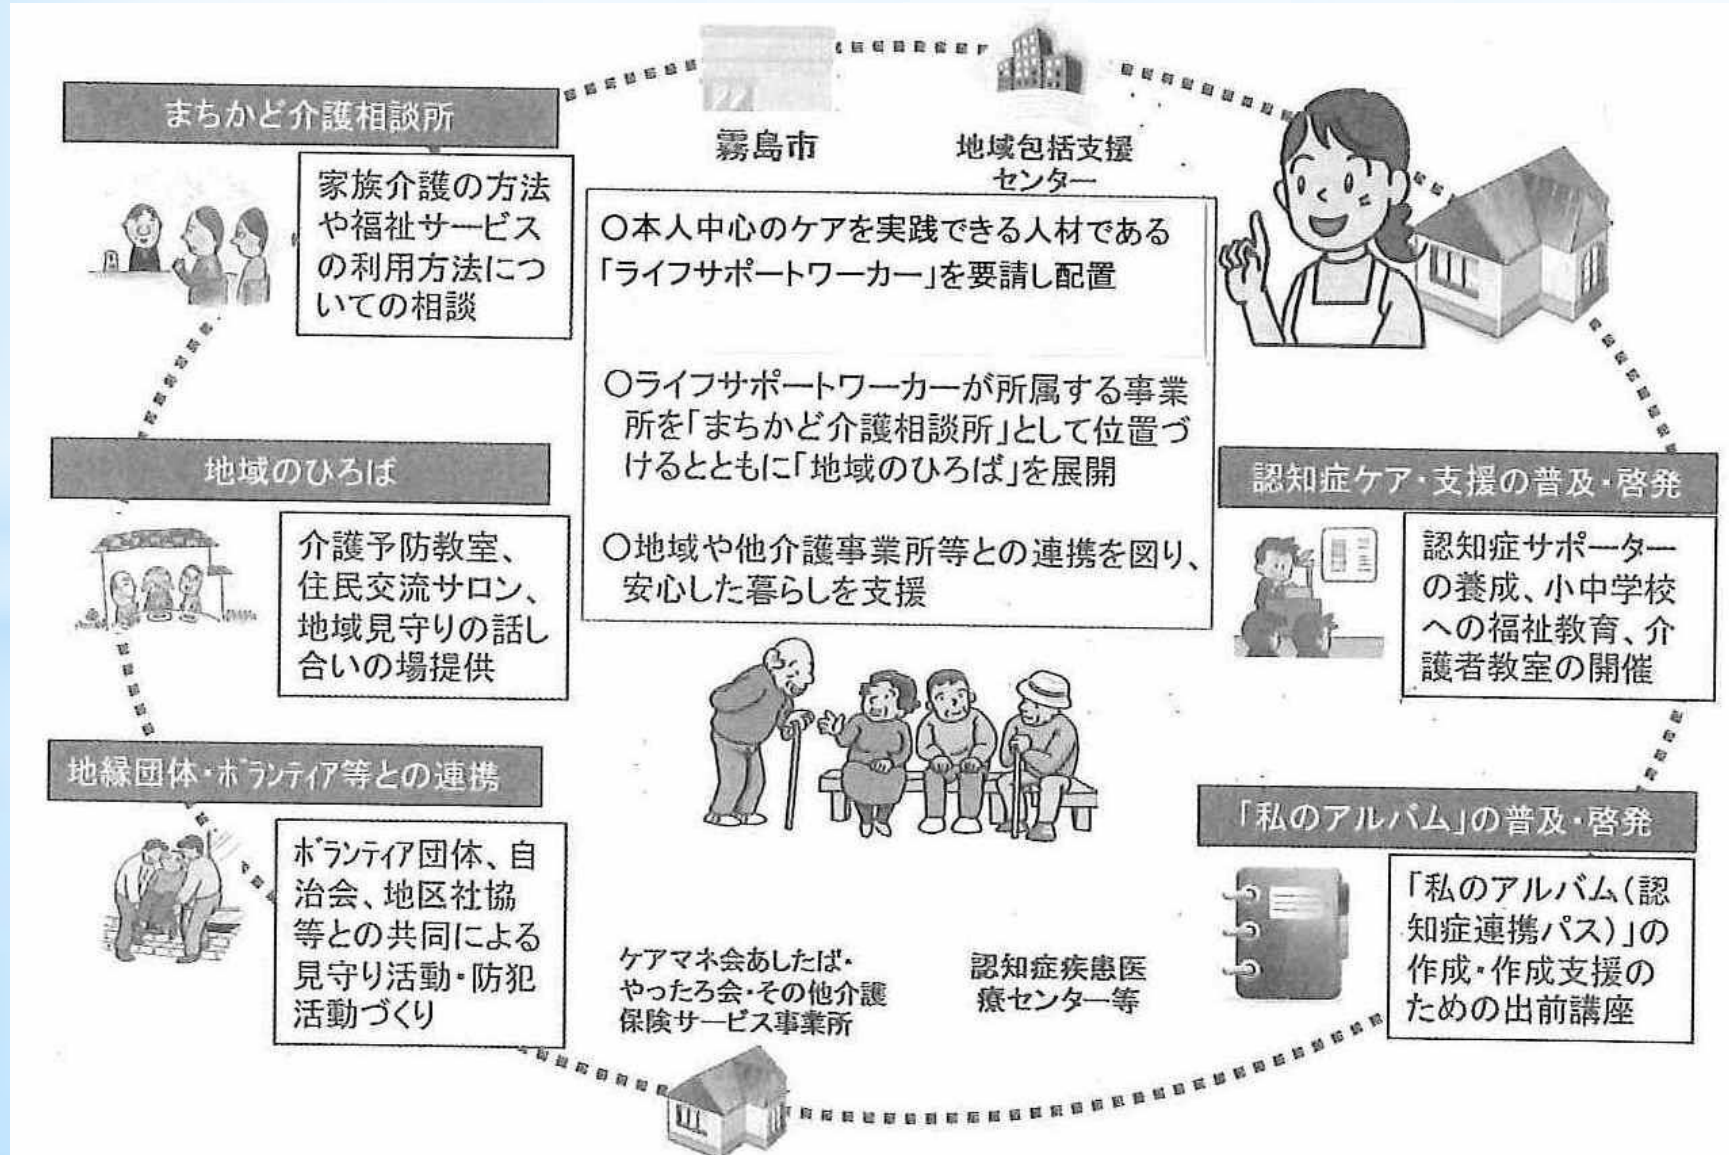 霧島市
地域包括支援
センター
まちかど介護相談所
家族介護の方法
や福祉サービス
の利用方法につ
いての相談
〇本人中心のケアを実践できる人材である
「ライフサポートワーカー」を要請し配置
〇ライフサポートワーカーが所属する事業
所を「まちかど介護相談所」として位置づ
けるとともに「地域のひろば」を展開
〇地域や他介護事業所等との連携を図り、
安心した暮らしを支援
地域のひろば
介護予防教室、
住民交流サロン、
地域見守りの話し
合いの場提供
認知症ケア・支援の普及・啓発
認知症サポーター
の養成、小中学校
への福祉教育、介
護者教室の開催
地縁団体・ボランティア等との連携
ボランティア団体、自
治会、地区社協
等との共同による
見守り活動・防犯
活動づくり
「私のアルバム」の普及・啓発
「私のアルバム(認
知症連携パス)」の
作成・作成支援の
ための出前講座
ケアマネ会あしたば・
やったろ会・その他介護
保険サービス事業所
認知症疾患医
療センター等